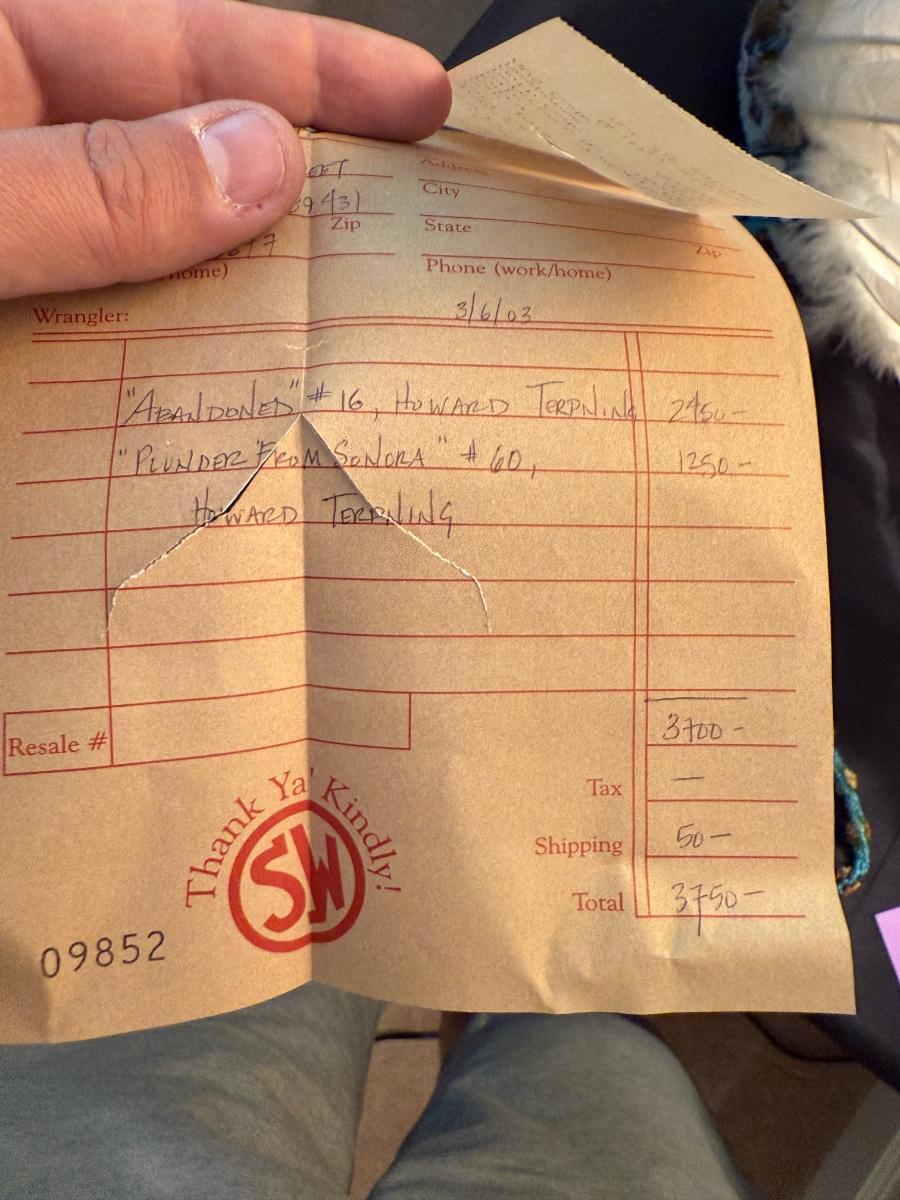 Address
City
39431
Zip
State
Zip
Phone (work/home)
home)
Wrangler:
3/6/03
"ABANDONED" # 16, HOWARD TERPNING 2450-
"PLUNDER FROM SONORA" # 60, 1250-
HOWARD TERPNING
3700-
Resale #
Tax —
Thank Ya' Kindly!
SW
Shipping 50-
Total 3750-
09852